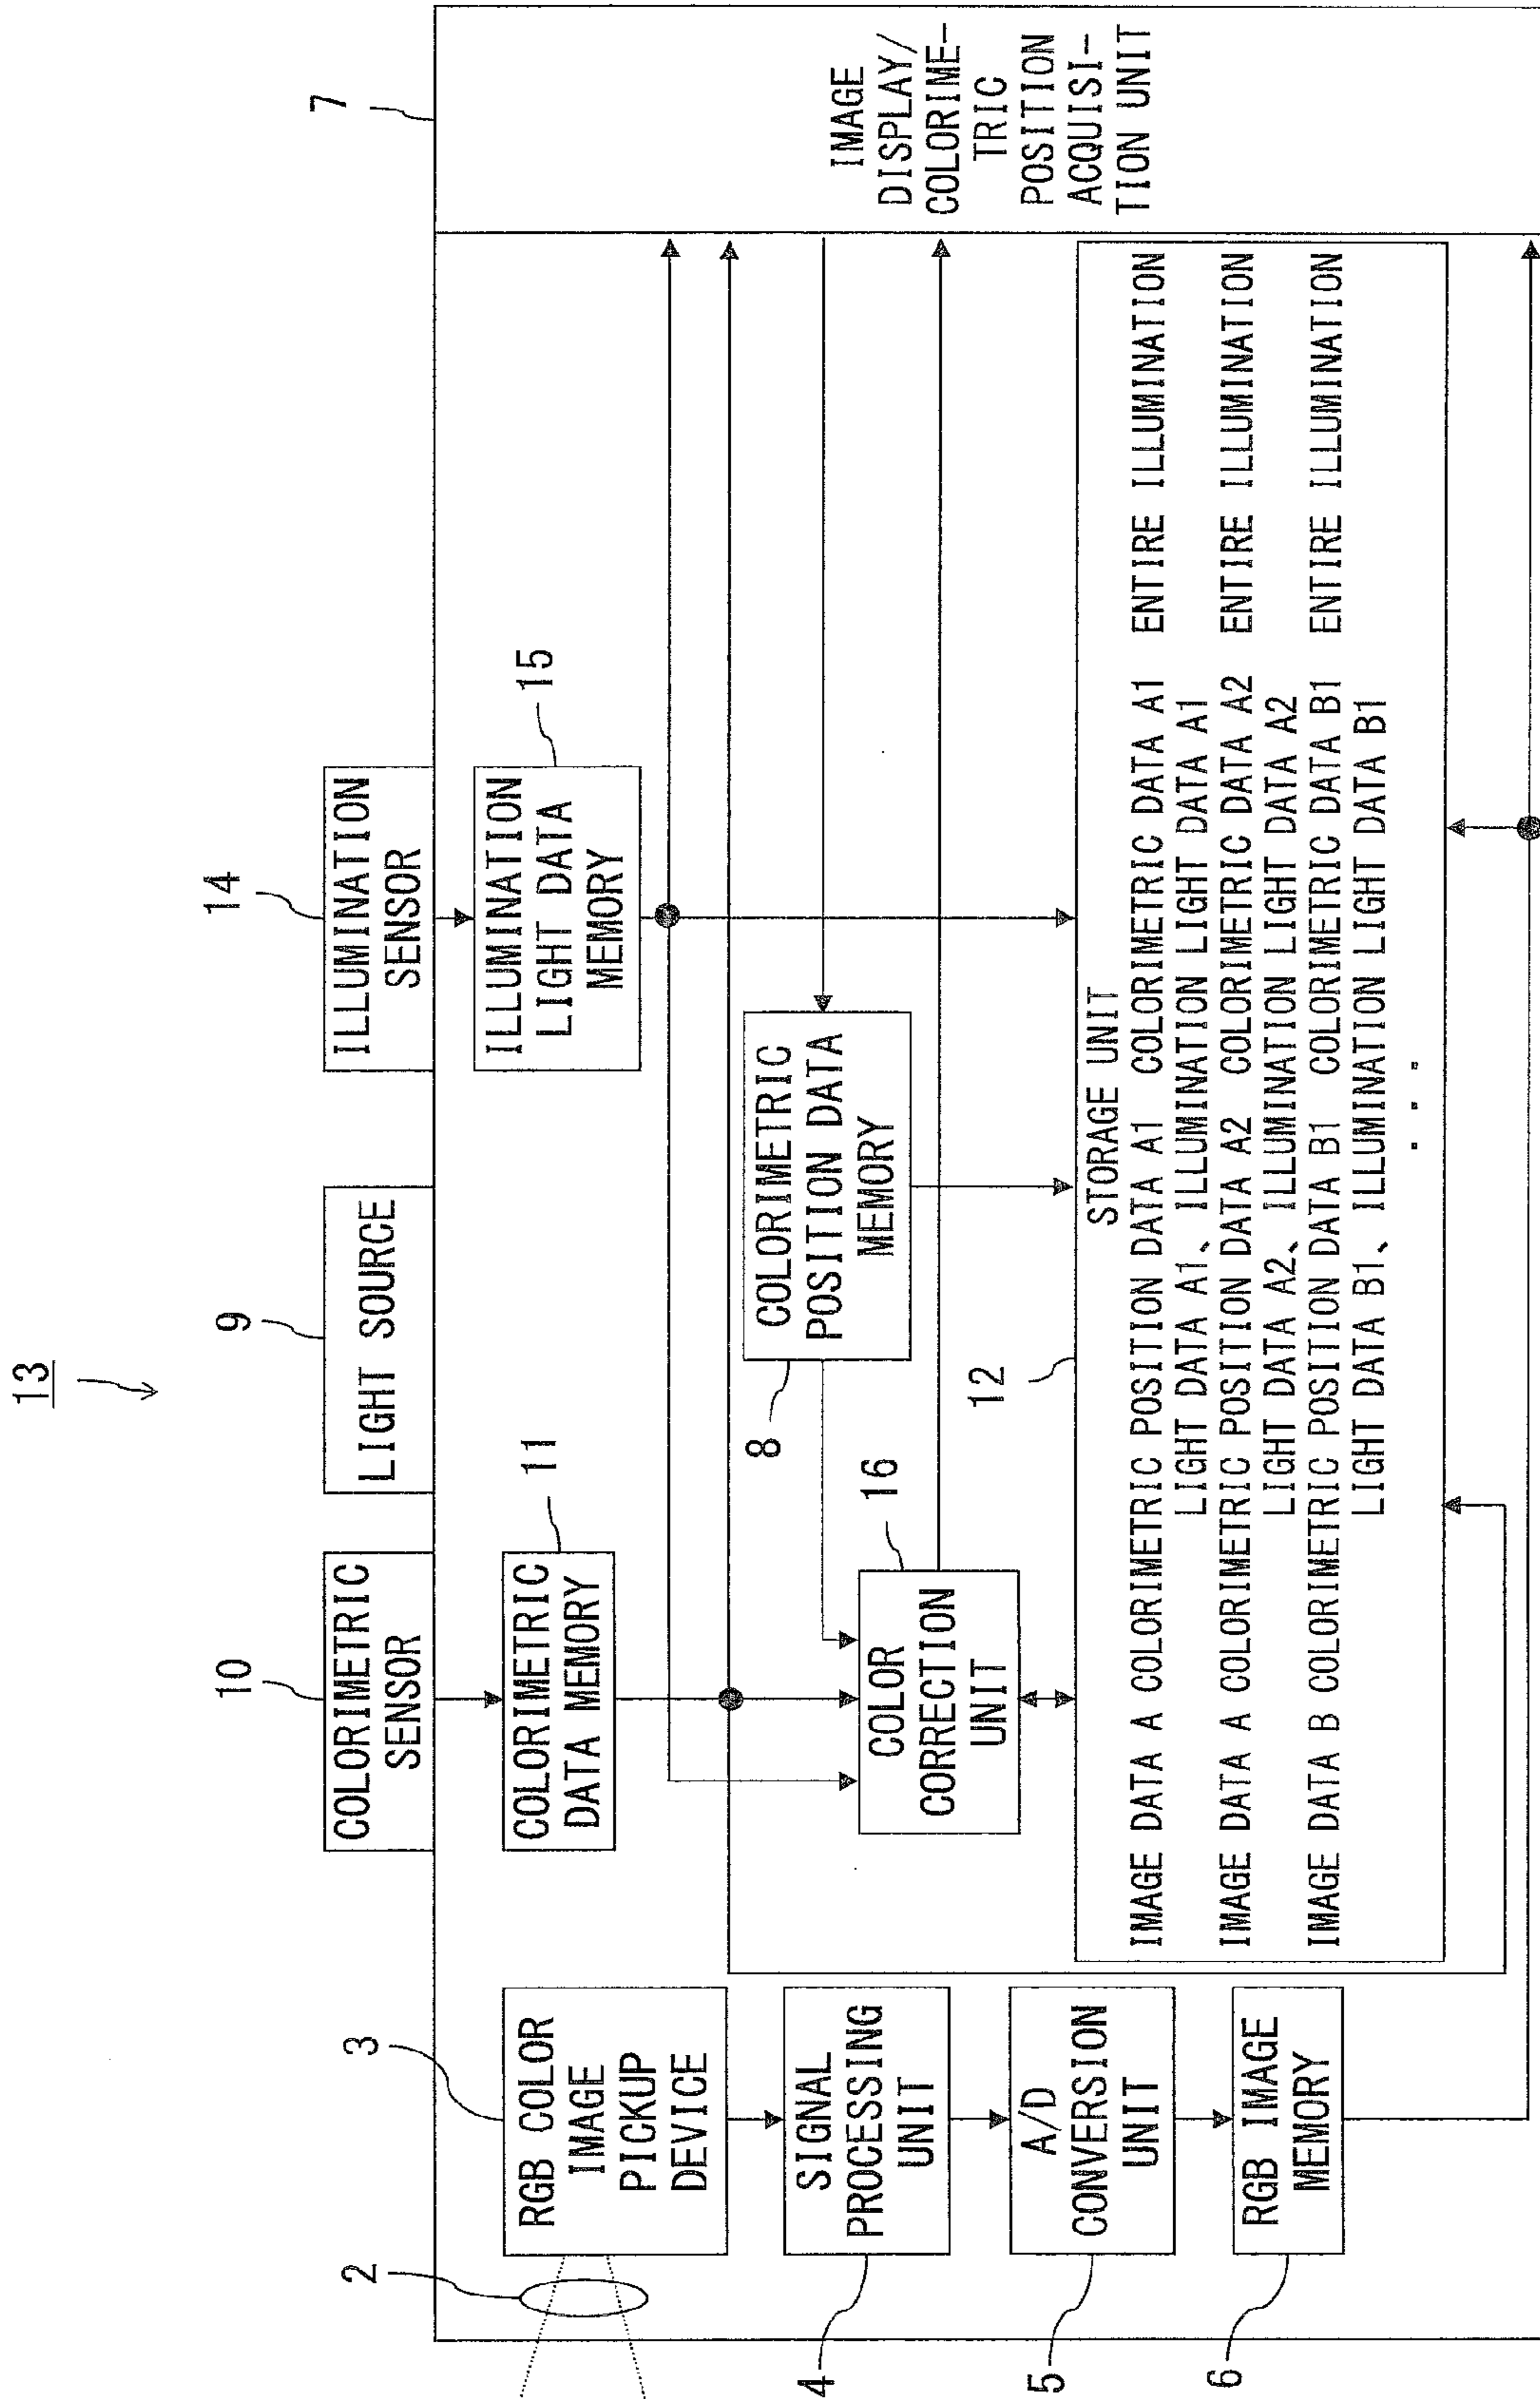 13
10
9
14
7
COLORIMETRIC
SENSOR
LIGHT SOURCE
ILLUMINATION
SENSOR
3
11
15
2
RGB COLOR
IMAGE
PICKUP
DEVICE
COLORIMETRIC
DATA MEMORY
ILLUMINATION
LIGHT DATA
MEMORY
4
SIGNAL
PROCESSING
UNIT
8
COLORIMETRIC
POSITION DATA
MEMORY
16
COLOR
CORRECTION
UNIT
IMAGE
DISPLAY/
COLORIME-
TRIC
POSITION
ACQUISI-
TION UNIT
5
A/D
CONVERSION
UNIT
6
RGB IMAGE
MEMORY
12
STORAGE UNIT
IMAGE DATA A COLORIMETRIC POSITION DATA A1 COLORIMETRIC DATA A1 ENTIRE ILLUMINATION
LIGHT DATA A1、ILLUMINATION LIGHT DATA A1
IMAGE DATA A COLORIMETRIC POSITION DATA A2 COLORIMETRIC DATA A2 ENTIRE ILLUMINATION
LIGHT DATA A2、ILLUMINATION LIGHT DATA A2
IMAGE DATA B COLORIMETRIC POSITION DATA B1 COLORIMETRIC DATA B1 ENTIRE ILLUMINATION
LIGHT DATA B1、ILLUMINATION LIGHT DATA B1
. . .